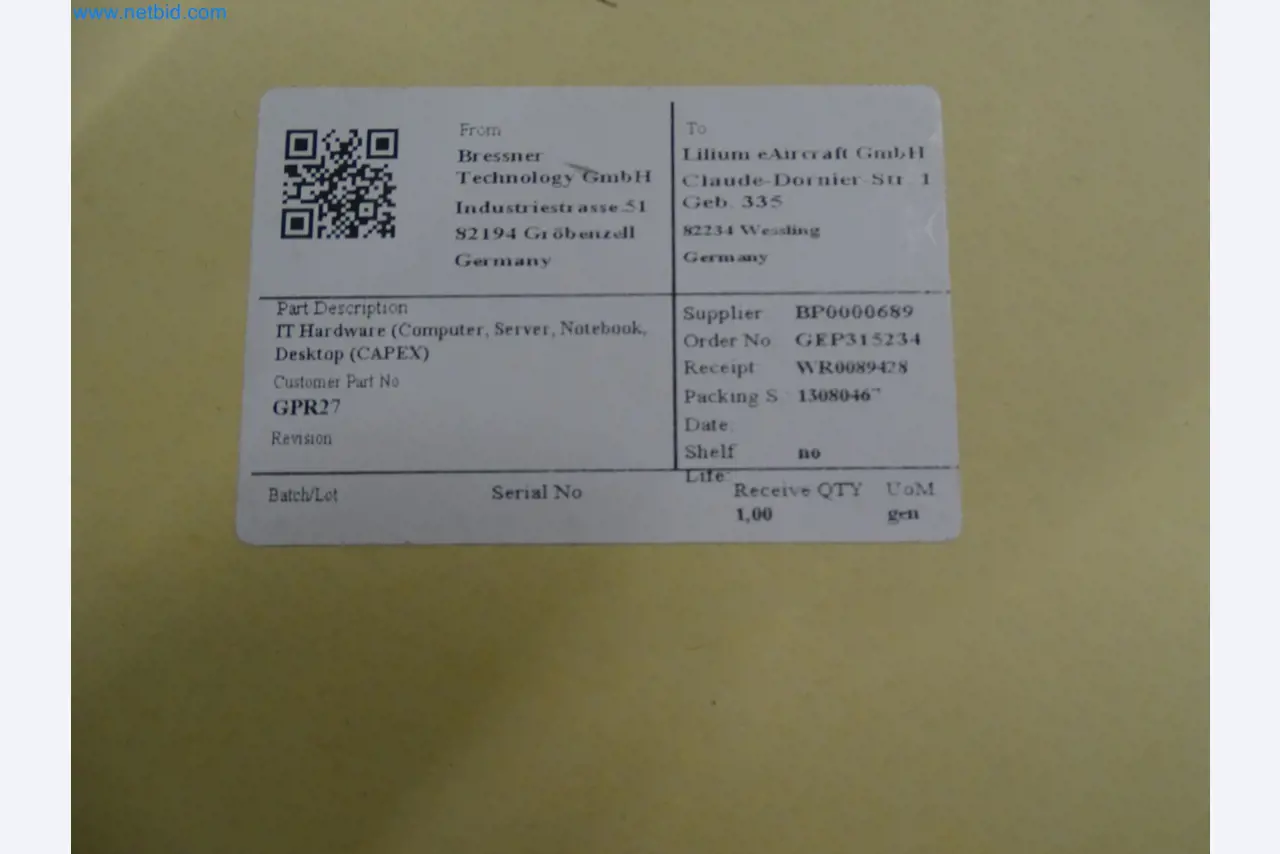 www.netbid.com
From
Bressner
Technology GmbH
Industriestrasse 51
82194 Gröbenzell
Germany
To
Lilium eAircraft GmbH
Claude-Dornier-Str. 1
Geb. 335
82234 Wessling
Germany
Part Description
IT Hardware (Computer, Server, Notebook,
Desktop (CAPEX)
Customer Part No
GPR27
Revision
Supplier BP0000689
Order No GEP315234
Receipt WR0089428
Packing S
Date
Shelf no
Life:
Batch/Lot
Serial No
Receive QTY UoM
1,00 gen